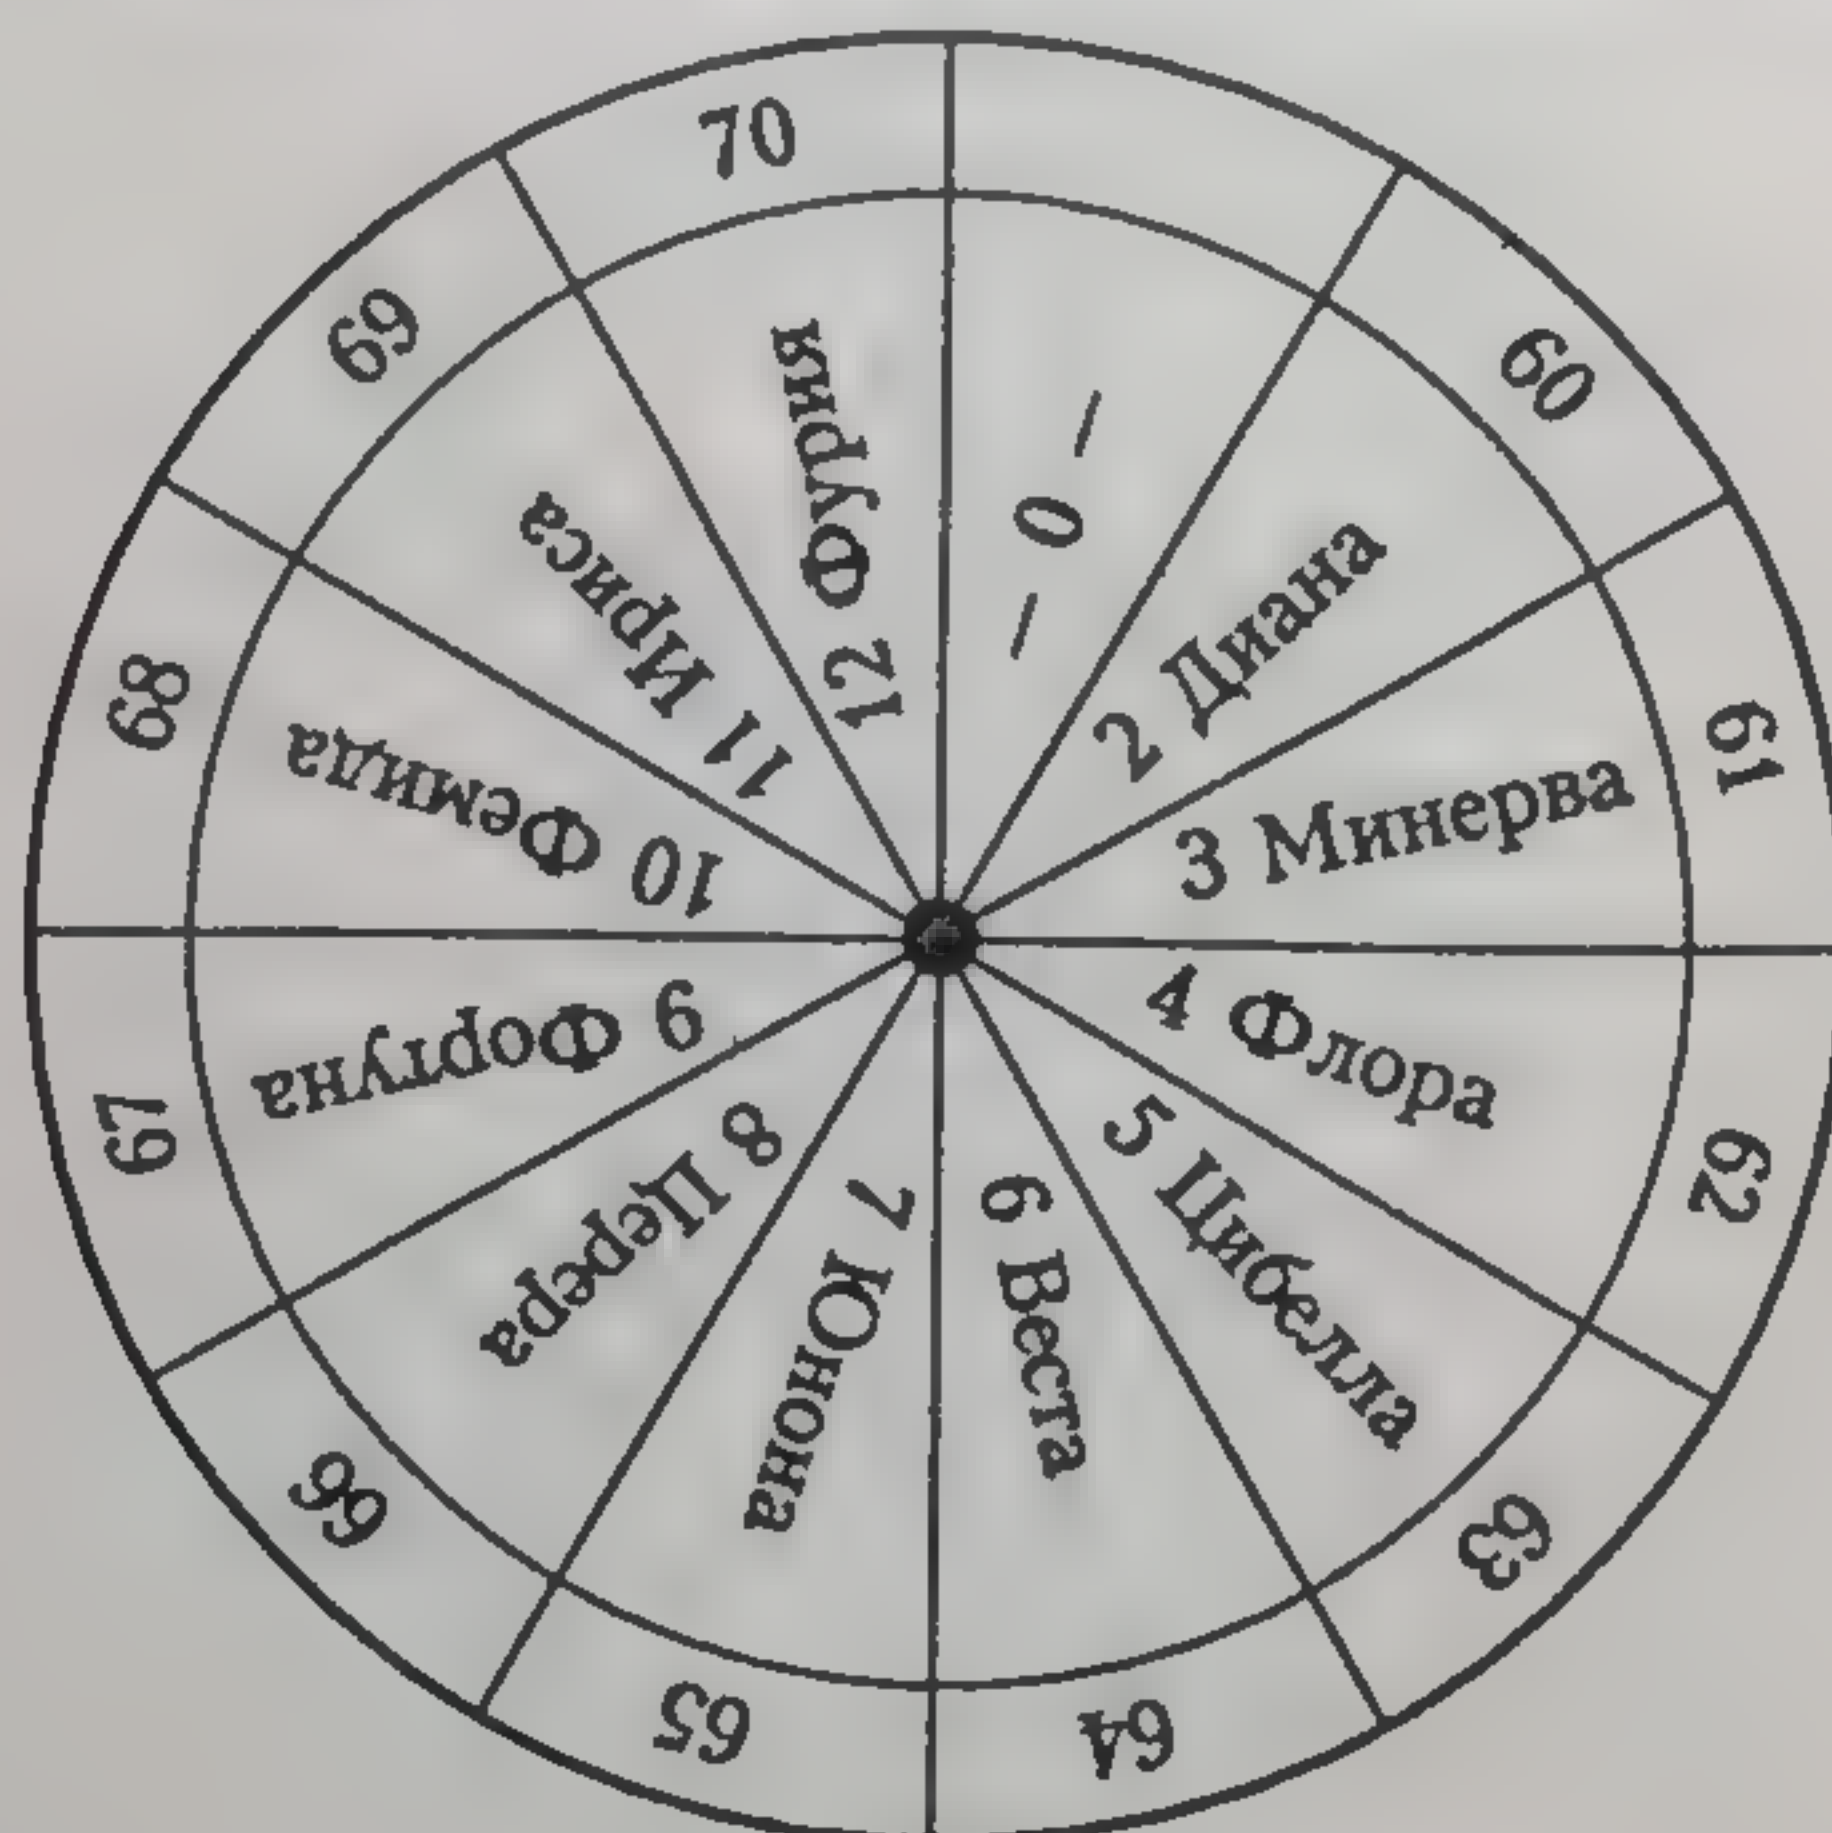 — 0 —
60
2 Диана
61
3 Минерва
62
4 Флора
63
5 Цибелла
64
6 Веста
65
7 Юнона
66
8 Церера
67
9 Фортуна
68
10 Фемида
69
11 Ириса
70
12 Фурия